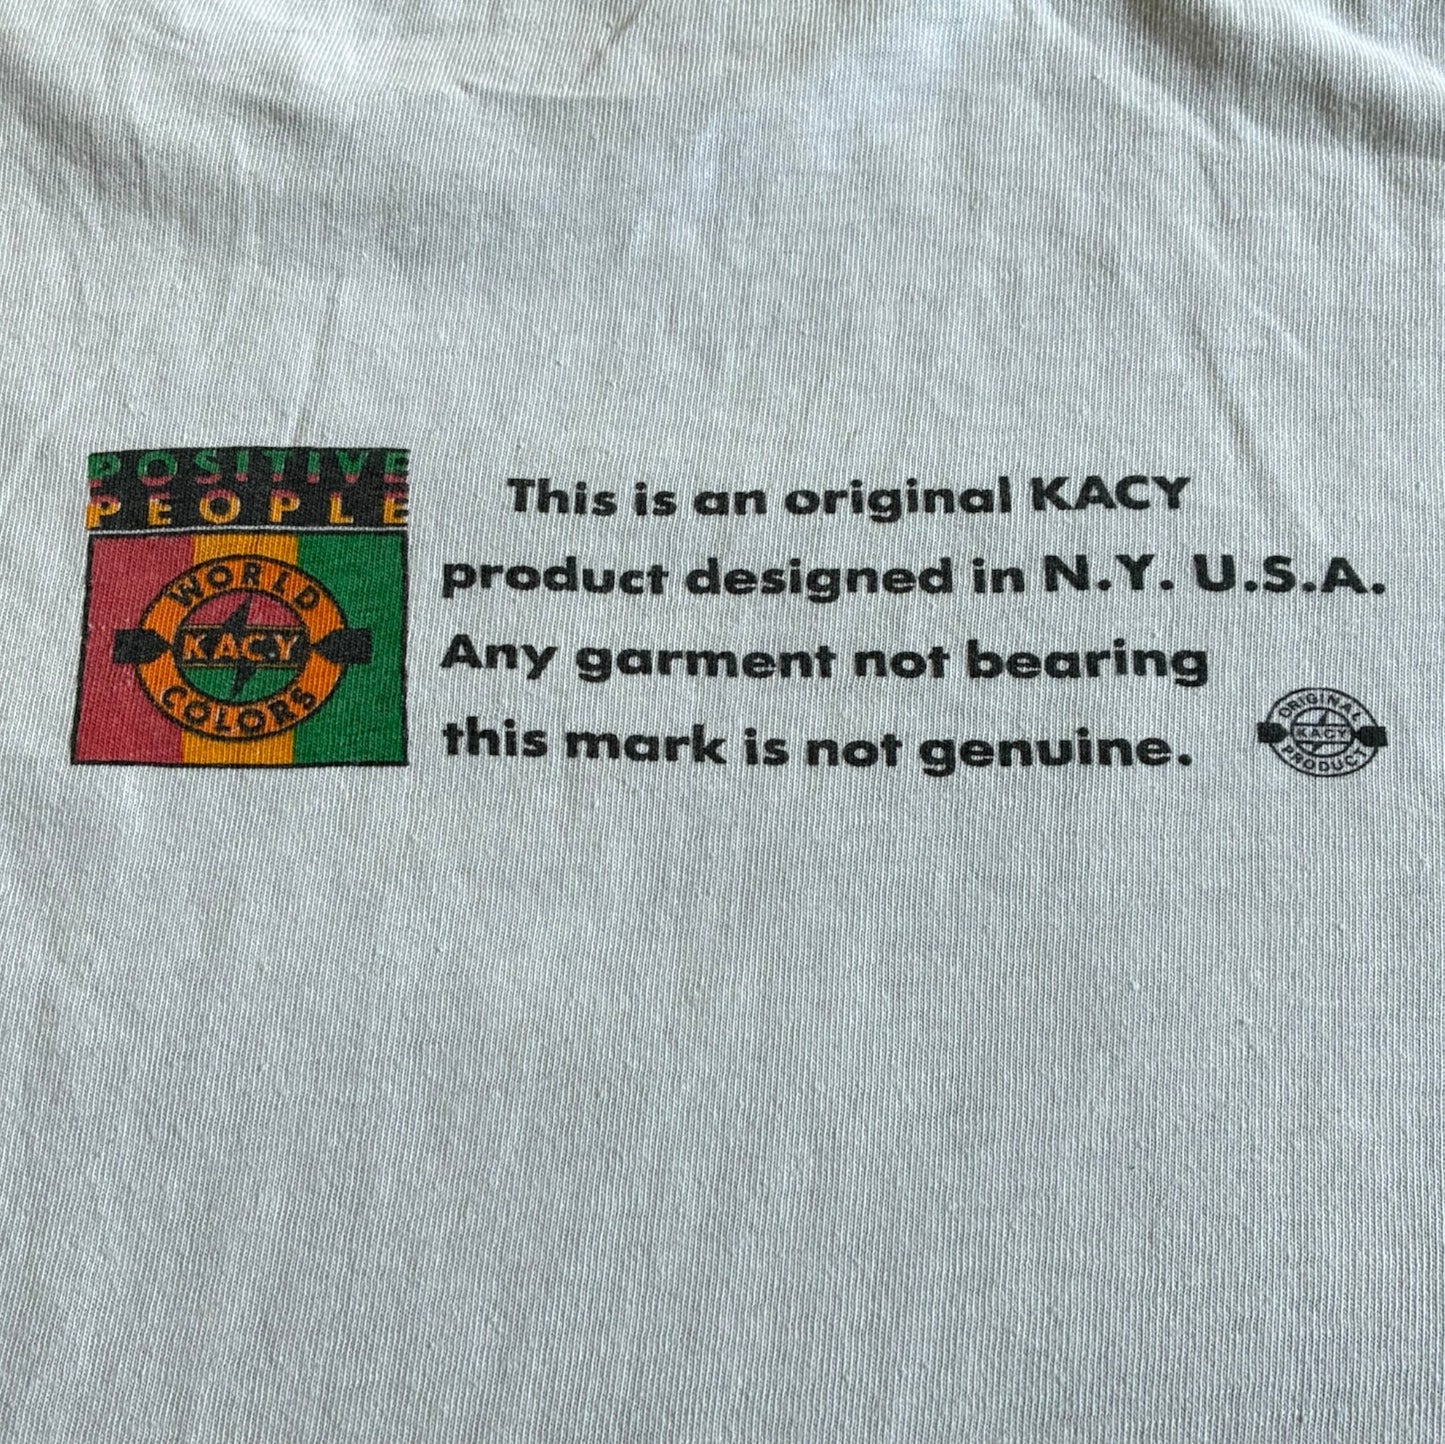 POSITIVE
PEOPLE
WORLD
KACY
COLORS
This is an original KACY
product designed in N.Y. U.S.A.
Any garment not bearing
this mark is not genuine.
ORIGINAL
KACY
PRODUCT